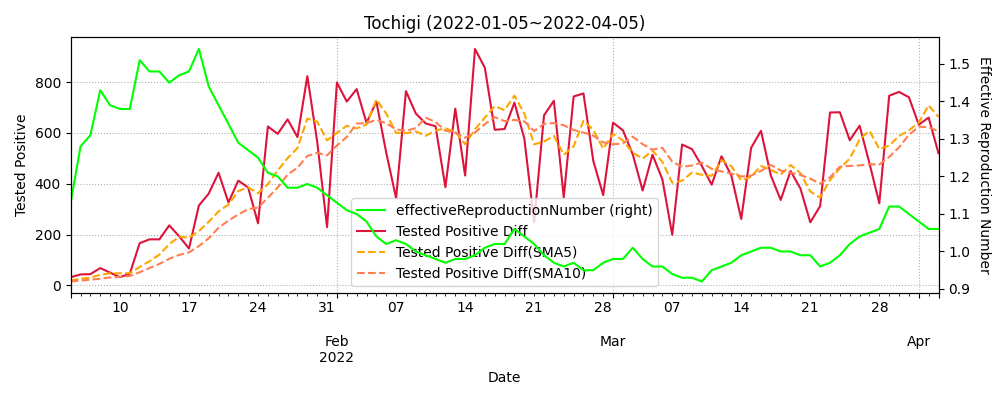 Tochigi (2022-01-05~2022-04-05)
Tested Positive
800
600
400
200
0
1.5
1.4
1.3
1.2
1.1
1.0
0.9
Effective Reproduction Number
effectiveReproductionNumber (right)
Tested Positive Diff
Tested Positive Diff(SMA5)
Tested Positive Diff(SMA10)
10 17 24 31 07 14 21 28 07 14 21 28
Feb Mar Apr
2022
Date